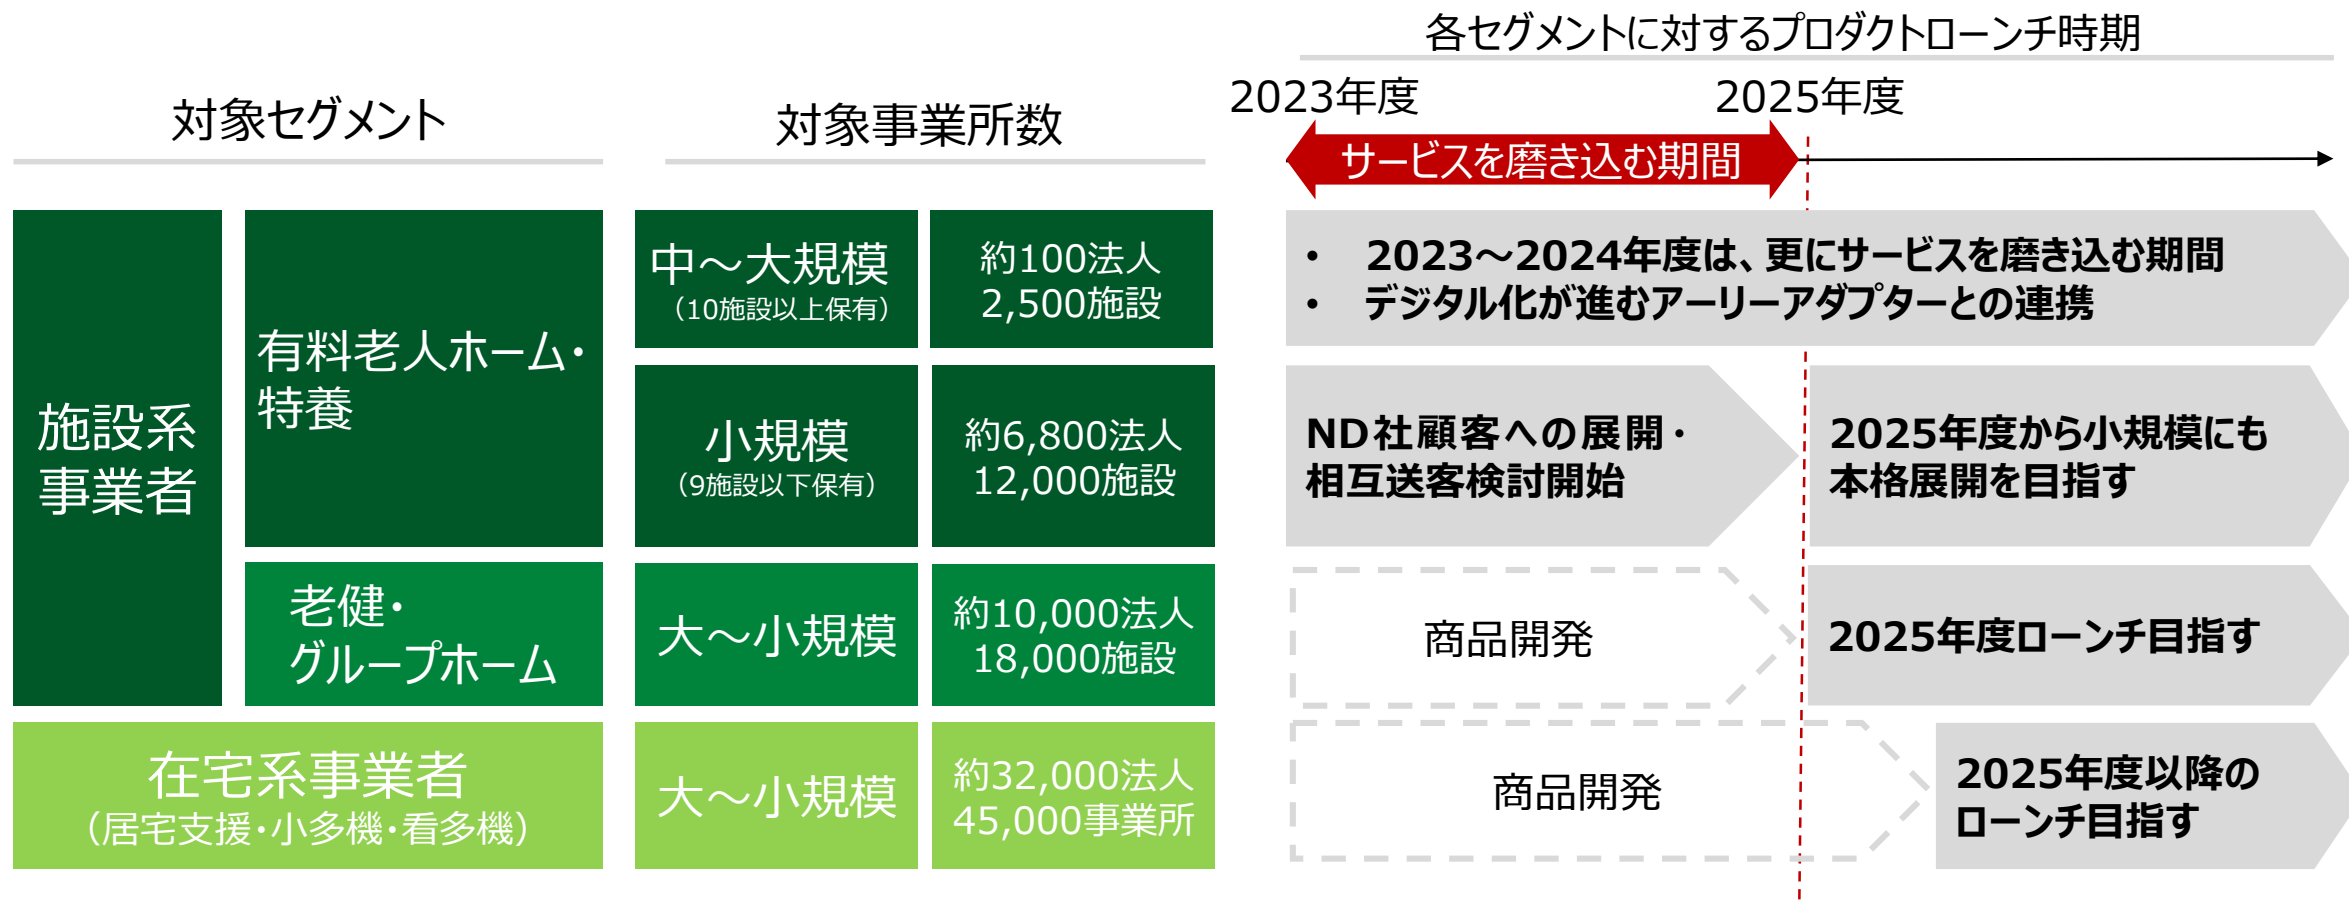 各セグメントに対するプロダクトローンチ時期
2023年度
2025年度
対象セグメント
対象事業所数
サービスを磨き込む期間
施設系
事業者
有料老人ホーム・
特養
中～大規模
（10施設以上保有）
約100法人
2,500施設
• 2023～2024年度は、更にサービスを磨き込む期間
• デジタル化が進むアーリーアダプターとの連携
小規模
（9施設以下保有）
約6,800法人
12,000施設
ND社顧客への展開・
相互送客検討開始
2025年度から小規模にも
本格展開を目指す
老健・
グループホーム
大～小規模
約10,000法人
18,000施設
商品開発
2025年度ローンチ目指す
在宅系事業者
（居宅支援・小多機・看多機）
大～小規模
約32,000法人
45,000事業所
商品開発
2025年度以降の
ローンチ目指す